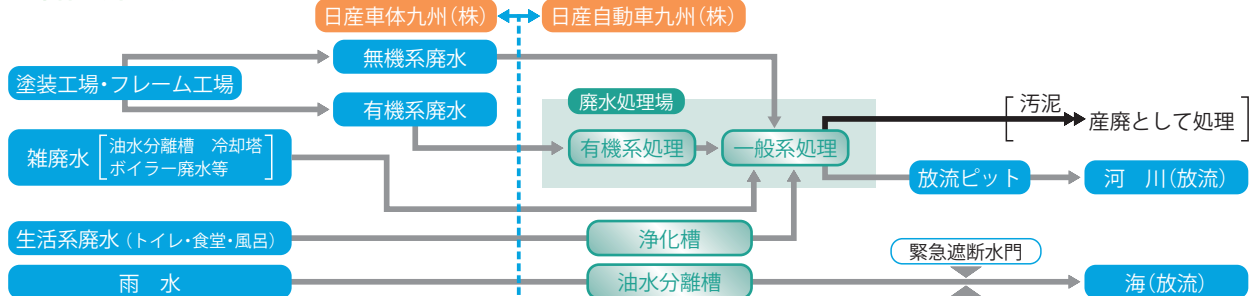 日産車体九州(株)
日産自動車九州(株)
塗装工場・フレーム工場
無機系廃水
有機系廃水
廃水処理場
有機系処理
一般系処理
汚泥
産廃として処理
雑廃水
油水分離槽 冷却塔
ボイラー廃水等
放流ピット
河 川(放流)
生活系廃水(トイレ・食堂・風呂)
浄化槽
緊急遮断水門
雨 水
油水分離槽
海(放流)